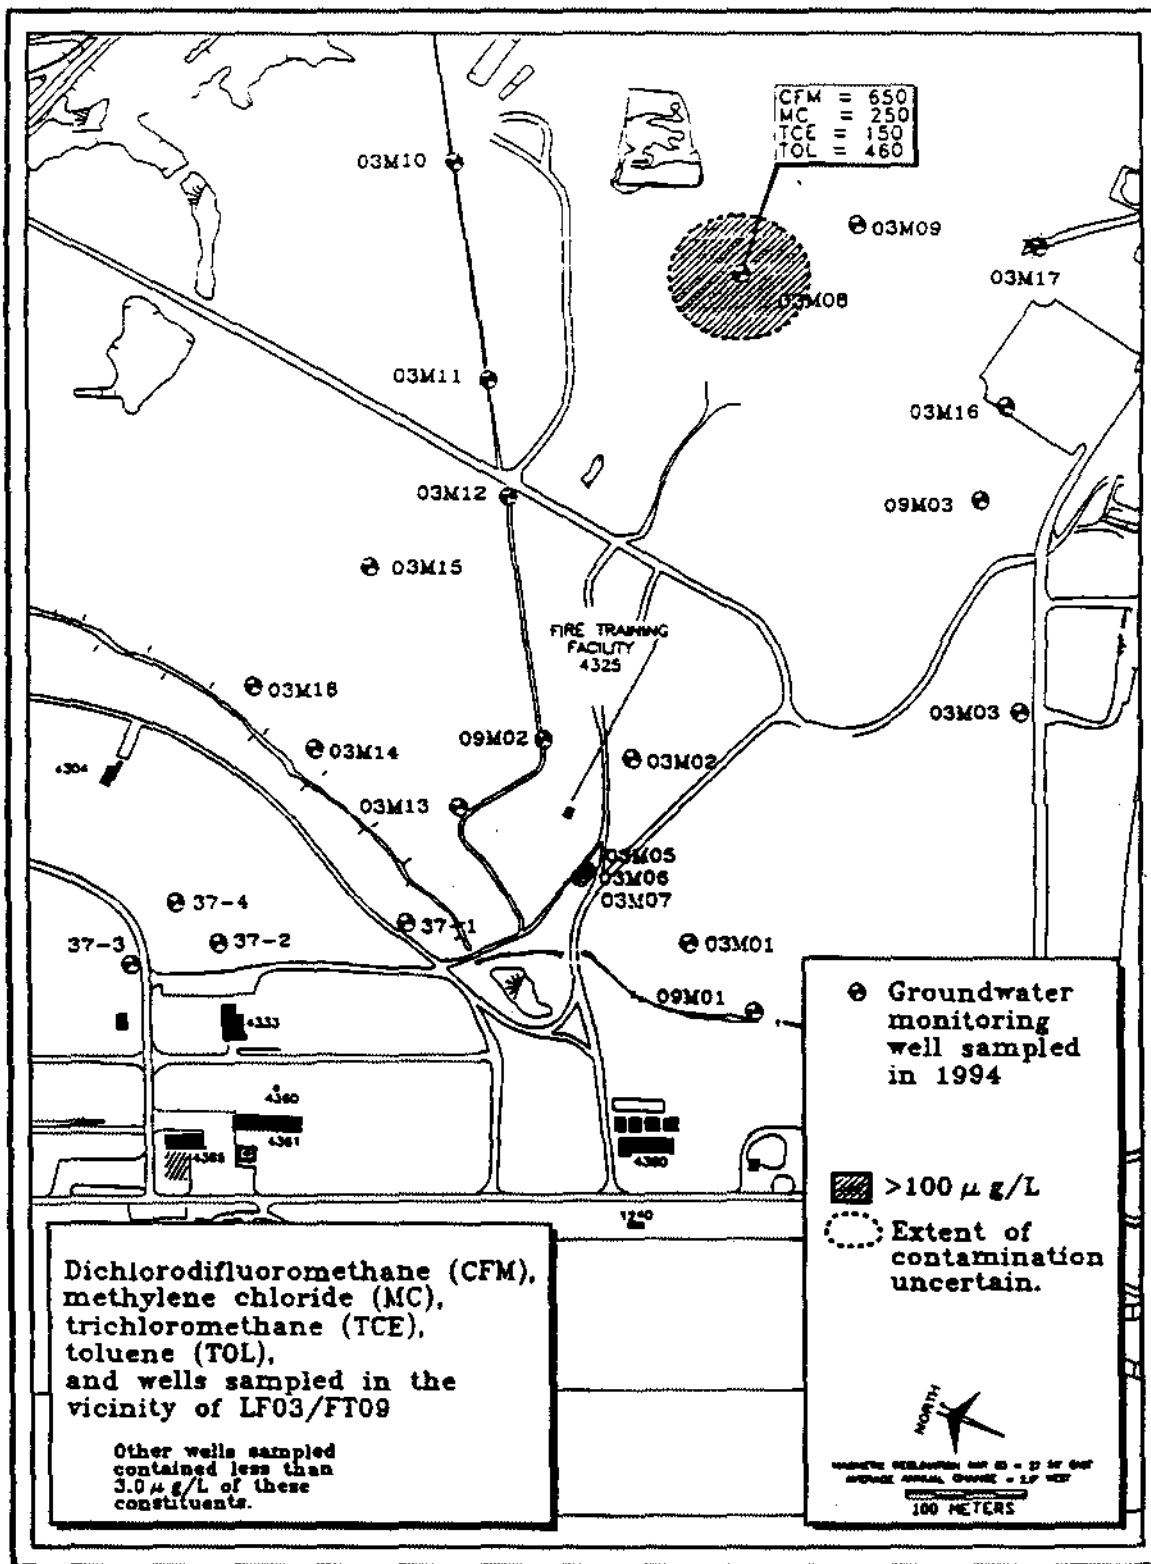 CFM = 650
MC = 250
TCE = 150
TOL = 460
03M10
03M09
03M17
03M08
03M11
03M16
03M12
09M03
03M15
FIRE TRAINING
FACILITY
4325
03M18
03M03
09M02
03M14
03M02
4304
03M13
03M05
03M06
03M07
37-4
37-1
37-2
37-3
03M01
09M01
4333
4360
4361
4380
1240
Groundwater
monitoring
well sampled
in 1994
>100 μ g/L
Extent of
contamination
uncertain.
NORTH
100 METERS
Dichlorodifluoromethane (CFM),
methylene chloride (MC),
trichloromethane (TCE),
toluene (TOL),
and wells sampled in the
vicinity of LF03/FT09
Other wells sampled
contained less than
3.0 μ g/L of these
constituents.